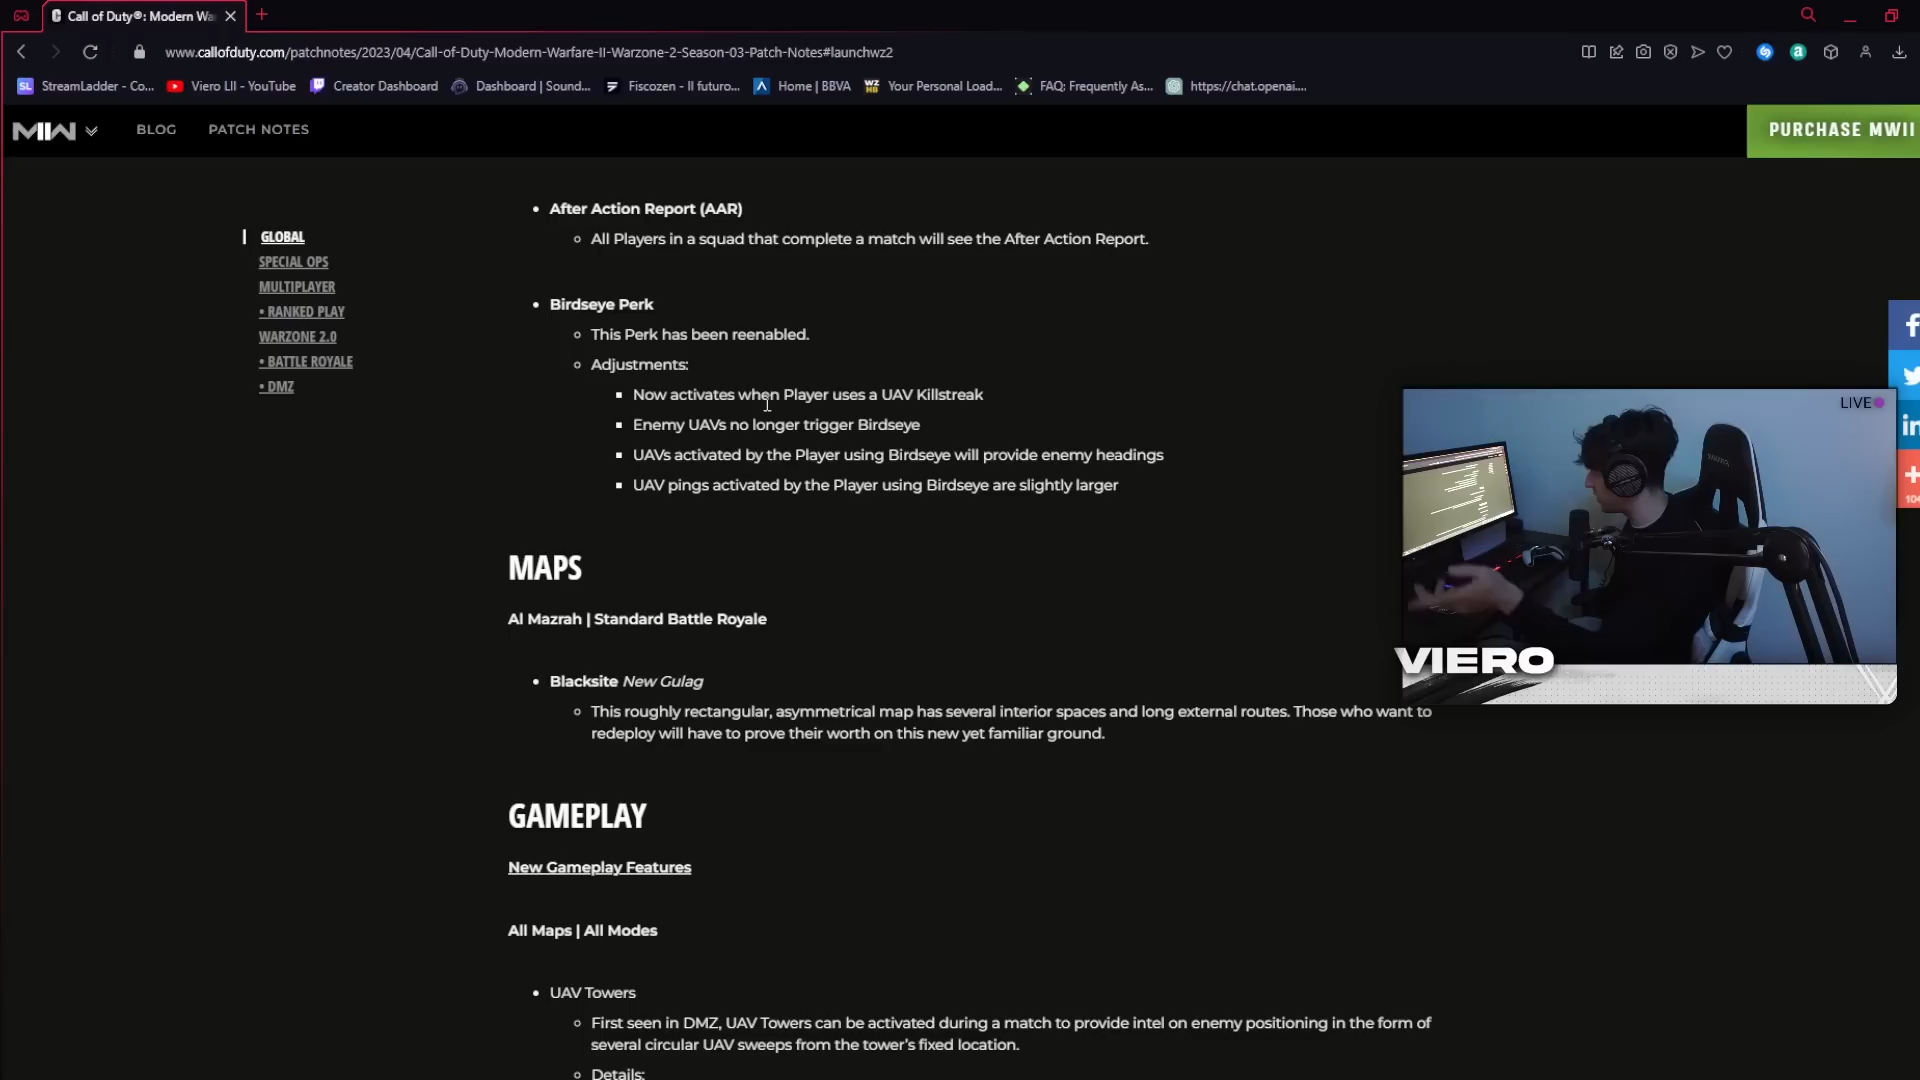 Call of Duty®: Modern Wa
www.callofduty.com/patchnotes/2023/04/Call-of-Duty-Modern-Warfare-II-Warzone-2-Season-03-Patch-Notes#launchwz2
SL StreamLadder - Co... Viero LII - YouTube Creator Dashboard Dashboard | Sound... Fiscozen - Il futuro... Home | BBVA WZ HB Your Personal Load... FAQ: Frequently As... https://chat.openai....
MW BLOG PATCH NOTES PURCHASE MWII
GLOBAL
SPECIAL OPS
MULTIPLAYER
• RANKED PLAY
WARZONE 2.0
• BATTLE ROYALE
• DMZ
• After Action Report (AAR)
All Players in a squad that complete a match will see the After Action Report.
• Birdseye Perk
This Perk has been reenabled.
Adjustments:
Now activates when Player uses a UAV Killstreak
Enemy UAVs no longer trigger Birdseye
UAVs activated by the Player using Birdseye will provide enemy headings
UAV pings activated by the Player using Birdseye are slightly larger
MAPS
Al Mazrah | Standard Battle Royale
• Blacksite New Gulag
This roughly rectangular, asymmetrical map has several interior spaces and long external routes. Those who want to
redeploy will have to prove their worth on this new yet familiar ground.
GAMEPLAY
New Gameplay Features
All Maps | All Modes
• UAV Towers
First seen in DMZ, UAV Towers can be activated during a match to provide intel on enemy positioning in the form of
several circular UAV sweeps from the tower's fixed location.
Details:
LIVE
VIERO
f
in
104